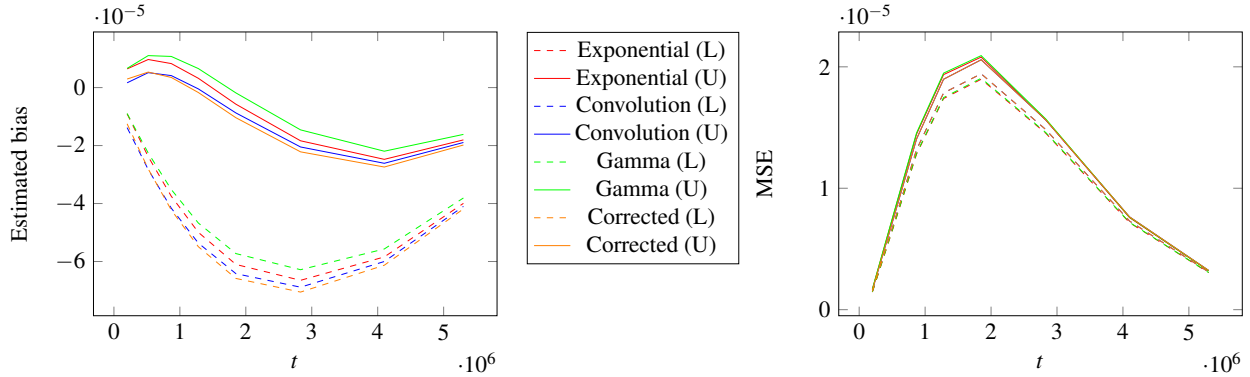 ·10⁻⁵
0
−2
−4
−6
Estimated bias
0 1 2 3 4 5 6
·10⁶
t
Exponential (L)
Exponential (U)
Convolution (L)
Convolution (U)
Gamma (L)
Gamma (U)
Corrected (L)
Corrected (U)
·10⁻⁵
2
1
0
MSE
0 1 2 3 4 5
·10⁶
t